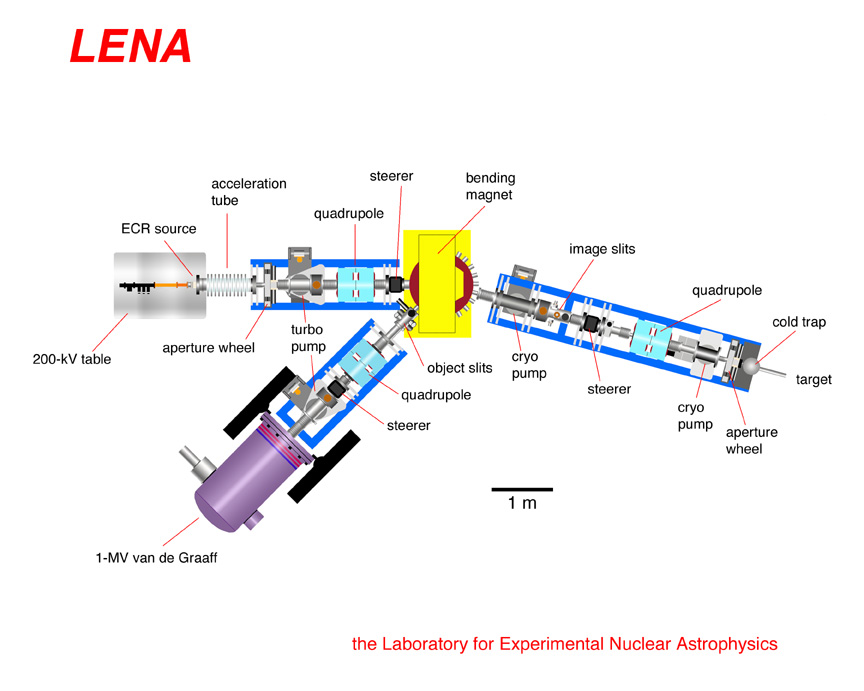 LENA
steerer
bending
magnet
acceleration
tube
quadrupole
ECR source
image slits
quadrupole
cold trap
200-kV table
aperture wheel
turbo
pump
object slits
cryo
pump
steerer
target
quadrupole
cryo
pump
steerer
aperture
wheel
1 m
1-MV van de Graaff
the Laboratory for Experimental Nuclear Astrophysics